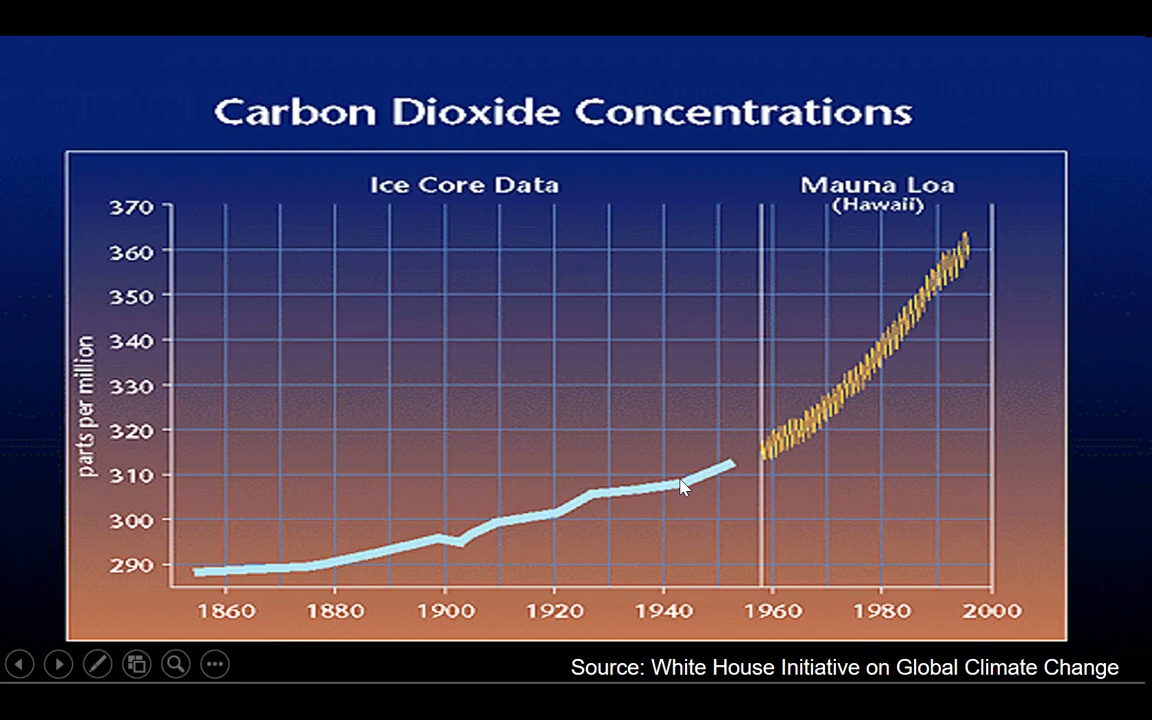 Carbon Dioxide Concentrations
Ice Core Data
Mauna Loa
(Hawaii)
parts per million
370
360
350
340
330
320
310
300
290
1860 1880 1900 1920 1940 1960 1980 2000
Source: White House Initiative on Global Climate Change